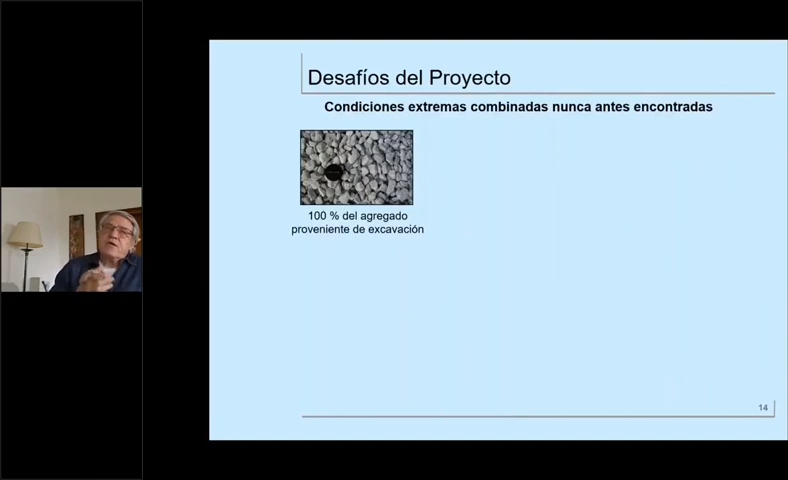 Desafíos del Proyecto
Condiciones extremas combinadas nunca antes encontradas
100 % del agregado
proveniente de excavación
14